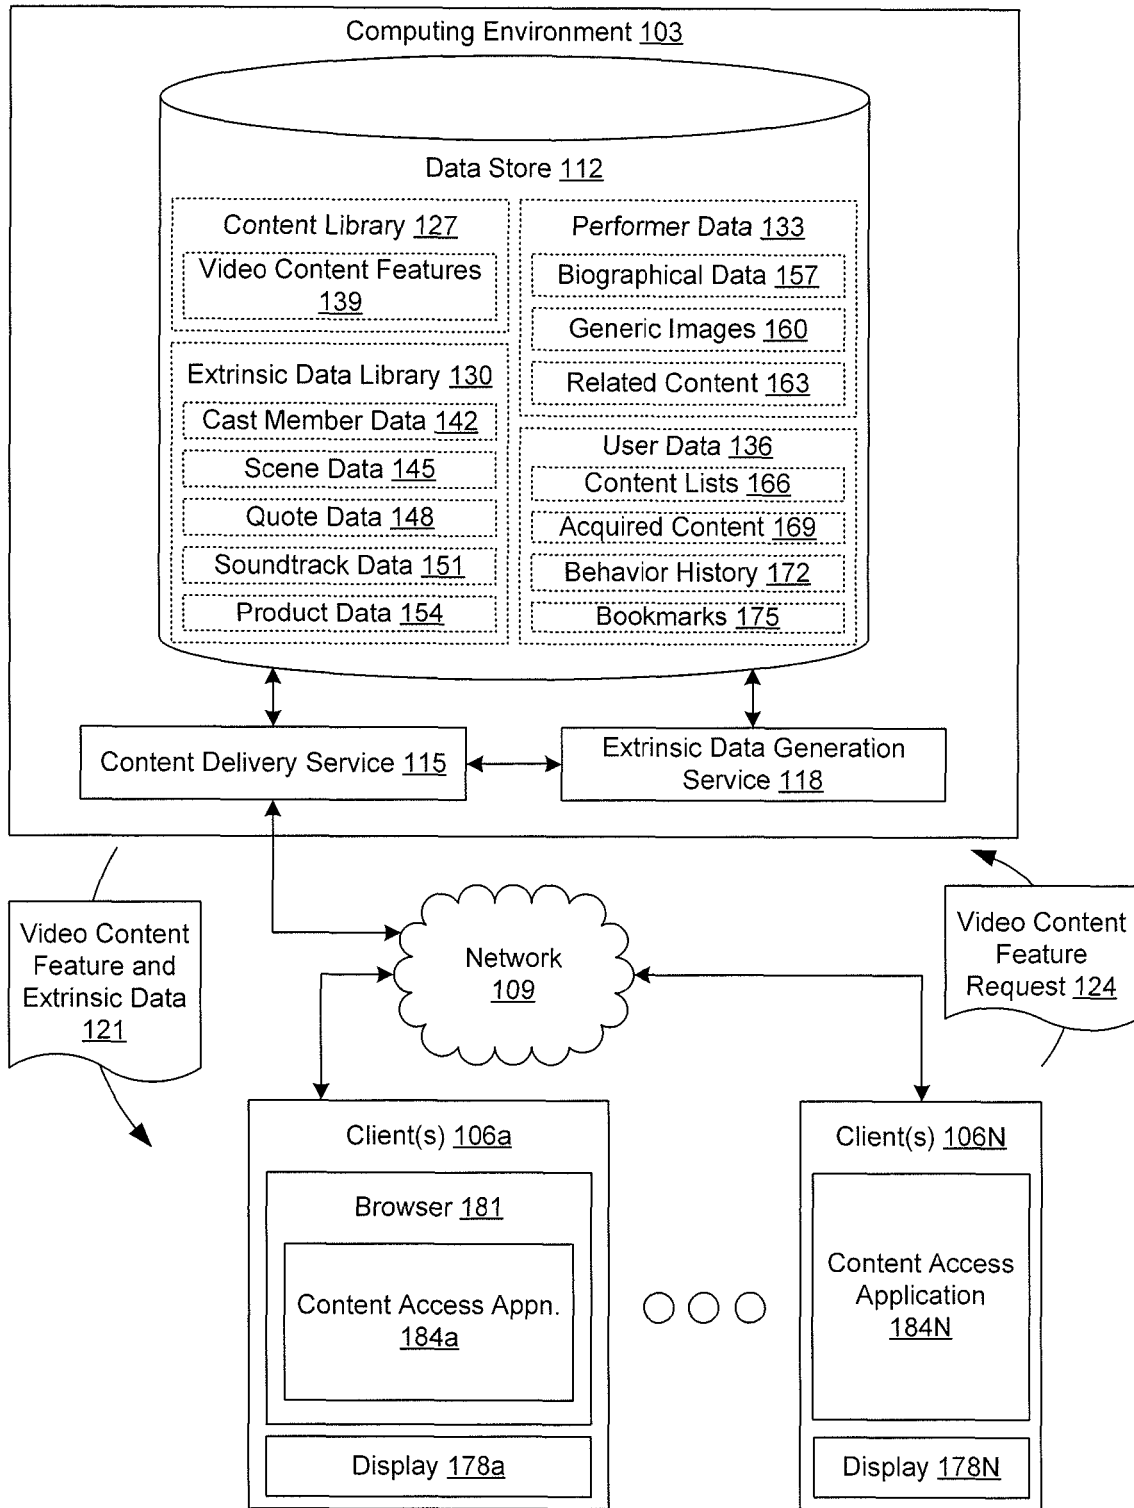 Computing Environment 103
Data Store 112
Content Library 127
Video Content Features
139
Extrinsic Data Library 130
Cast Member Data 142
Scene Data 145
Quote Data 148
Soundtrack Data 151
Product Data 154
Performer Data 133
Biographical Data 157
Generic Images 160
Related Content 163
User Data 136
Content Lists 166
Acquired Content 169
Behavior History 172
Bookmarks 175
Content Delivery Service 115
Extrinsic Data Generation
Service 118
Video Content
Feature and
Extrinsic Data
121
Network
109
Video Content
Feature
Request 124
Client(s) 106a
Browser 181
Content Access Appn.
184a
Display 178a
Client(s) 106N
Content Access
Application
184N
Display 178N